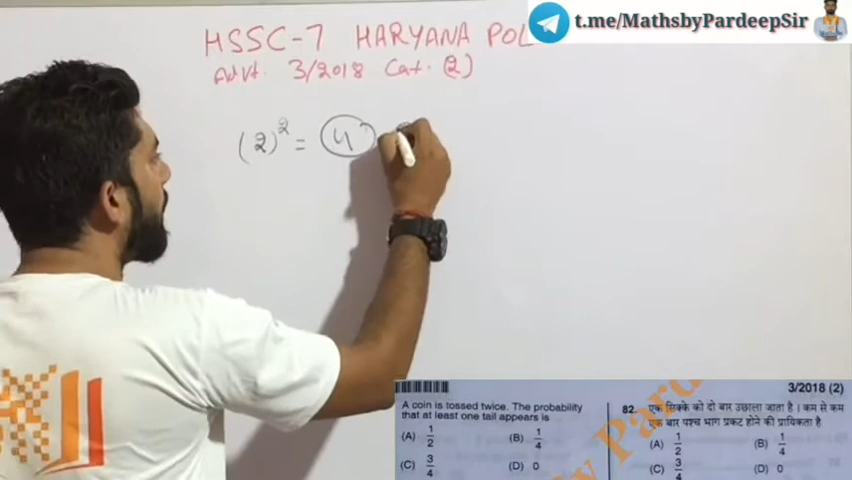 t.me/MathsbyPardeepSir
HSSC-7 HARYANA POL
Advt. 3/2018 Cat. (2)
(2)² = 4
3/2018 (2)
A coin is tossed twice. The probability
that at least one tail appears is
(A) 1/2
(B) 1/4
(C) 3/4
(D) 0
82. एक सिक्के को दो बार उछाला जाता है । कम से कम
एक बार पश्च भाग प्रकट होने की प्रायिकता है
(A) 1/2
(B) 1/4
(C) 3/4
(D) 0